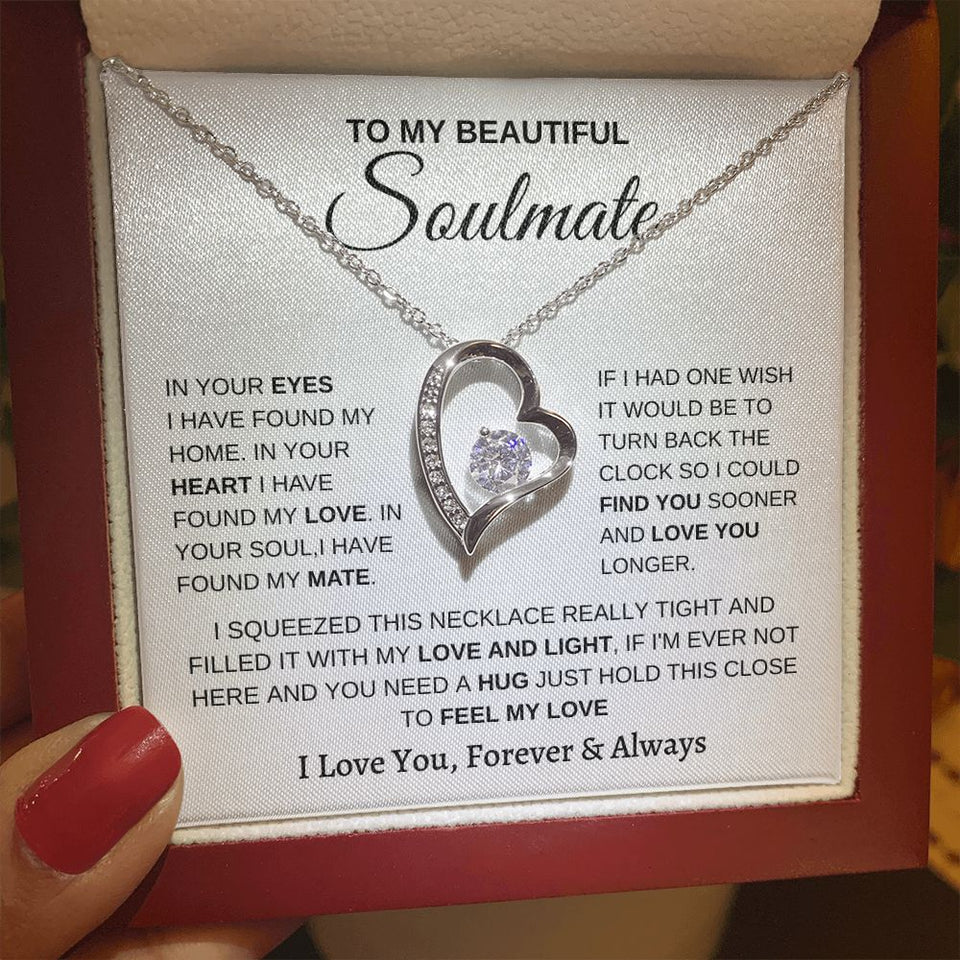 TO MY BEAUTIFUL
Soulmate
IN YOUR EYES
I HAVE FOUND MY
HOME. IN YOUR
HEART I HAVE
FOUND MY LOVE. IN
YOUR SOUL,I HAVE
FOUND MY MATE.
IF I HAD ONE WISH
IT WOULD BE TO
TURN BACK THE
CLOCK SO I COULD
FIND YOU SOONER
AND LOVE YOU
LONGER.
I SQUEEZED THIS NECKLACE REALLY TIGHT AND
FILLED IT WITH MY LOVE AND LIGHT, IF I'M EVER NOT
HERE AND YOU NEED A HUG JUST HOLD THIS CLOSE
TO FEEL MY LOVE
I Love You, Forever & Always